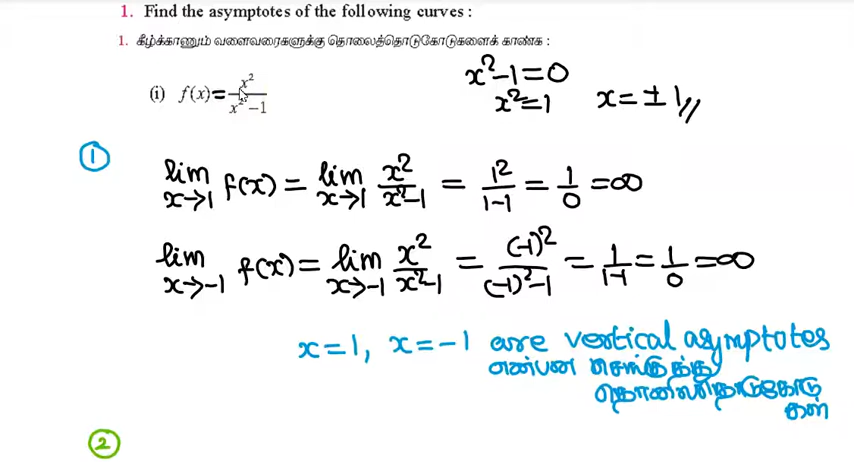 1. Find the asymptotes of the following curves :
1. கீழ்க்காணும் வளைவரைகளுக்கு தொலைத்தொடுகோடுகளைக் காண்க :
(i) f(x) = x²/(x² −1)
x²−1=0
x²=1
x = ±1//
①
lim x→1 f(x) = lim x→1 x²/(x²−1) = 1²/(1−1) = 1/0 = ∞
lim x→−1 f(x) = lim x→−1 x²/(x²−1) = (−1)²/((−1)²−1) = 1/(1−1) = 1/0 = ∞
x=1, x=−1 are vertical asymptotes
என்பன செங்குத்து
தொலைத்தொடுகோடு
கள்
②